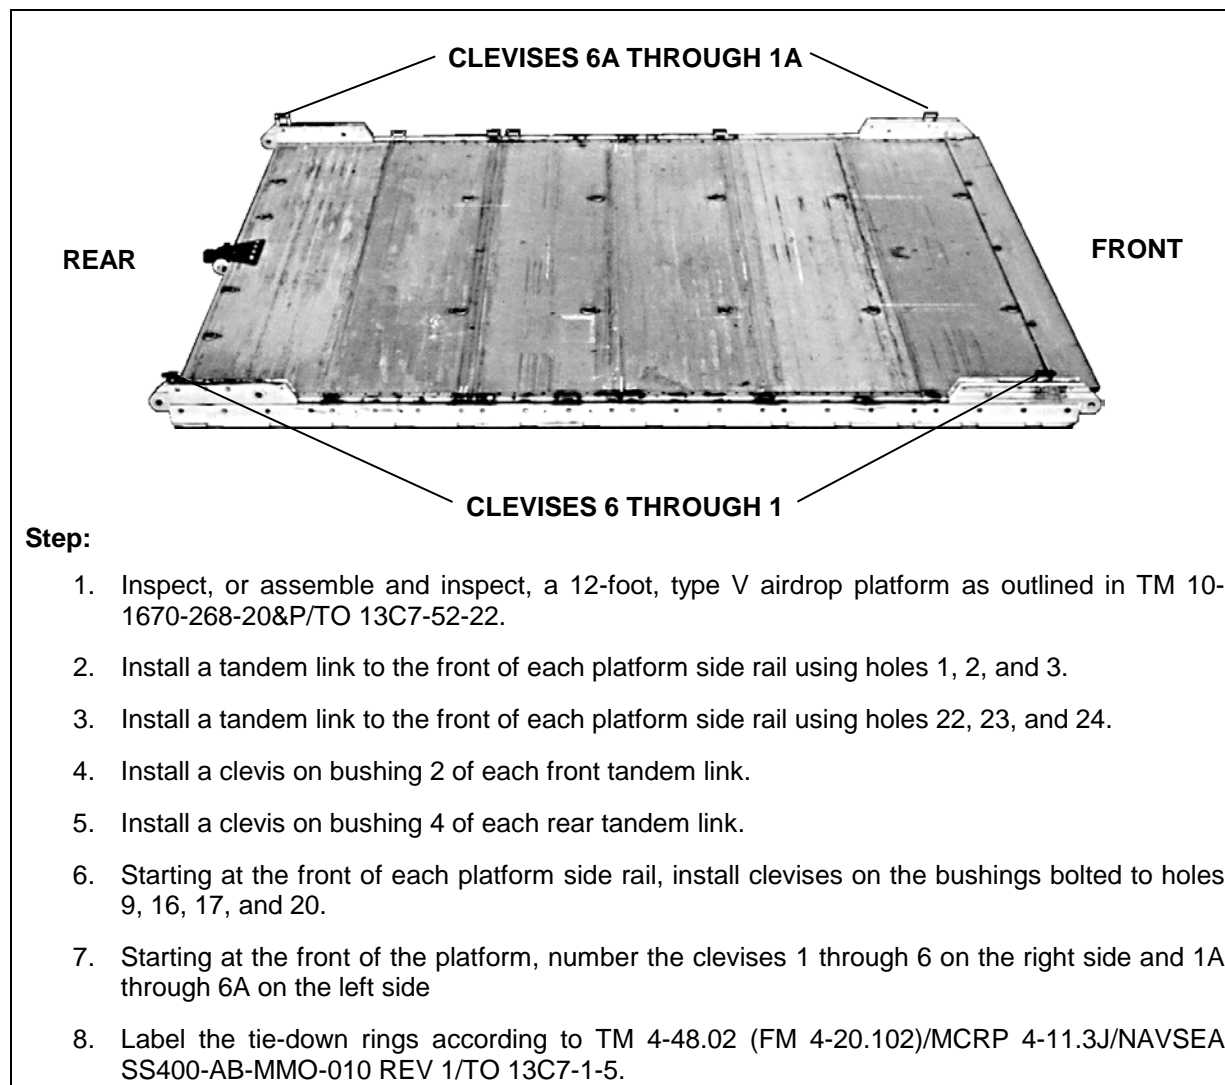 CLEVISES 6A THROUGH 1A
REAR
FRONT
CLEVISES 6 THROUGH 1
Step:
1. Inspect, or assemble and inspect, a 12-foot, type V airdrop platform as outlined in TM 10-
1670-268-20&P/TO 13C7-52-22.
2. Install a tandem link to the front of each platform side rail using holes 1, 2, and 3.
3. Install a tandem link to the front of each platform side rail using holes 22, 23, and 24.
4. Install a clevis on bushing 2 of each front tandem link.
5. Install a clevis on bushing 4 of each rear tandem link.
6. Starting at the front of each platform side rail, install clevises on the bushings bolted to holes
9, 16, 17, and 20.
7. Starting at the front of the platform, number the clevises 1 through 6 on the right side and 1A
through 6A on the left side
8. Label the tie-down rings according to TM 4-48.02 (FM 4-20.102)/MCRP 4-11.3J/NAVSEA
SS400-AB-MMO-010 REV 1/TO 13C7-1-5.